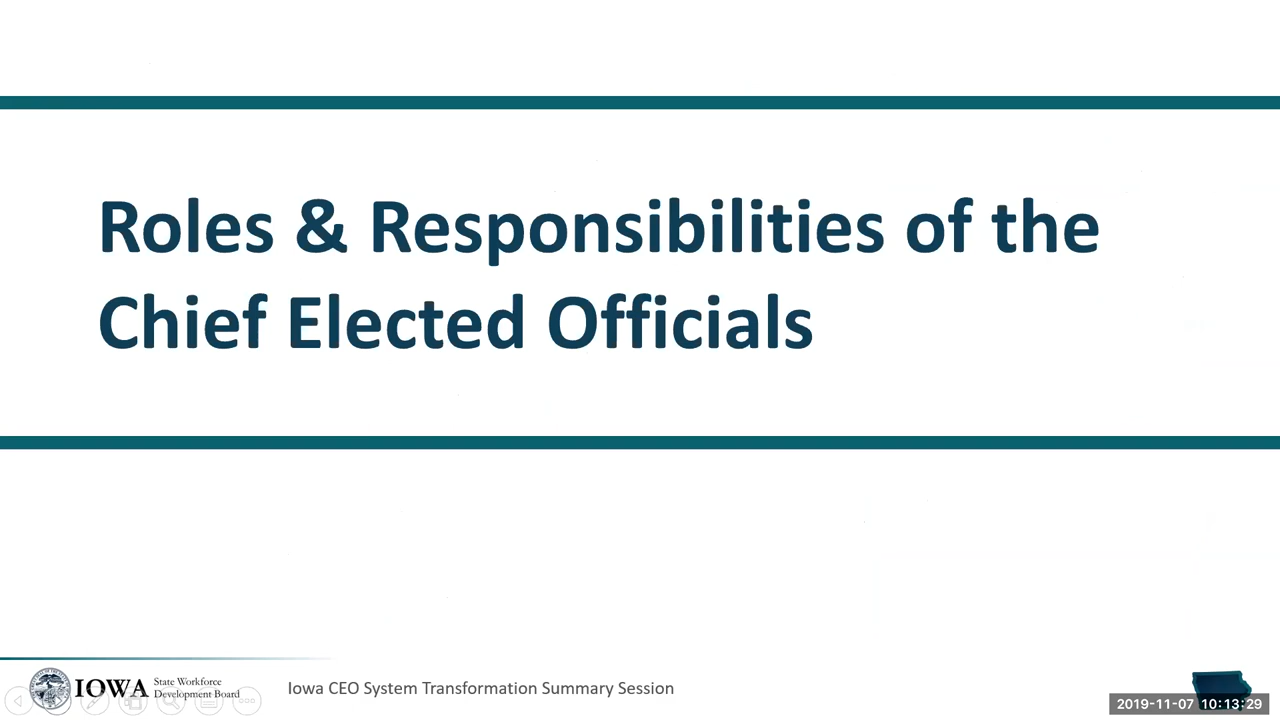 Roles & Responsibilities of the
Chief Elected Officials
IOWA
State Workforce
Development Board
Iowa CEO System Transformation Summary Session
2019-11-07 10:13:29